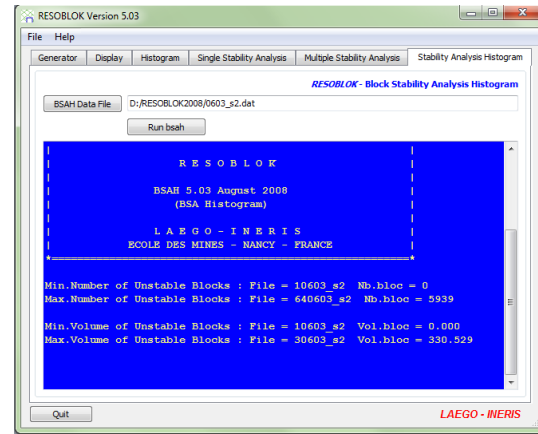 RESOBLOK Version 5.03
File Help
Generator Display Histogram Single Stability Analysis Multiple Stability Analysis Stability Analysis Histogram
RESOBLOK - Block Stability Analysis Histogram
BSAH Data File D:/RESOBLOK2008/0603_s2.dat
Run bsah
R E S O B L O K
BSAH 5.03 August 2008
(BSA Histogram)
L A E G O - I N E R I S
ECOLE DES MINES - NANCY - FRANCE
Min.Number of Unstable Blocks : File = 10603_s2 Nb.bloc = 0
Max.Number of Unstable Blocks : File = 640603_s2 Nb.bloc = 5939
Min.Volume of Unstable Blocks : File = 10603_s2 Vol.bloc = 0.000
Max.Volume of Unstable Blocks : File = 30603_s2 Vol.bloc = 330.529
Quit LAEGO - INERIS